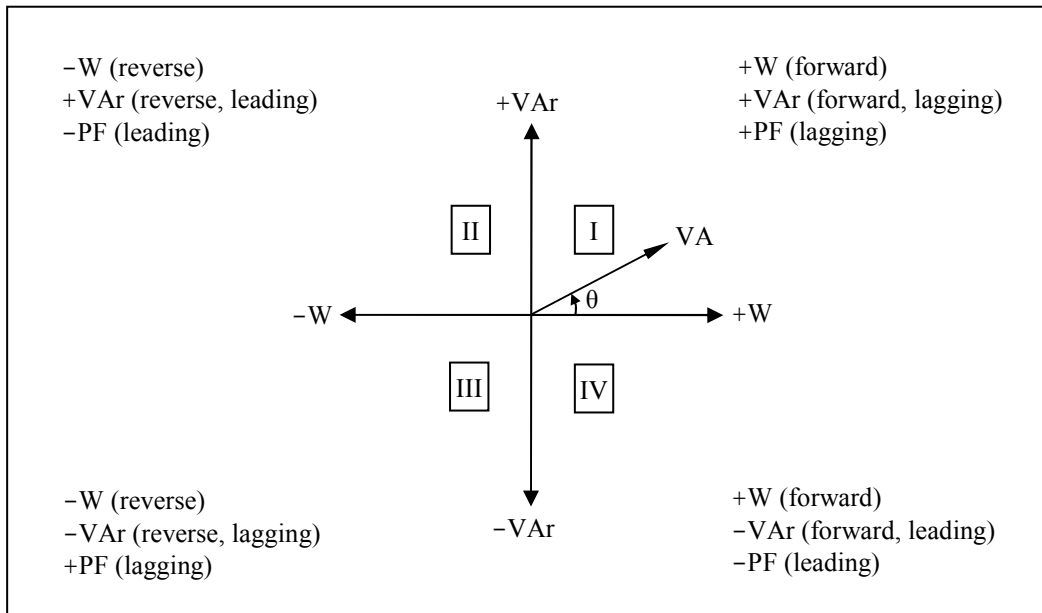 −W (reverse)
+VAr (reverse, leading)
−PF (leading)
+VAr
+W (forward)
+VAr (forward, lagging)
+PF (lagging)
II
I
VA
θ
−W
+W
III
IV
−W (reverse)
−VAr (reverse, lagging)
+PF (lagging)
−VAr
+W (forward)
−VAr (forward, leading)
−PF (leading)